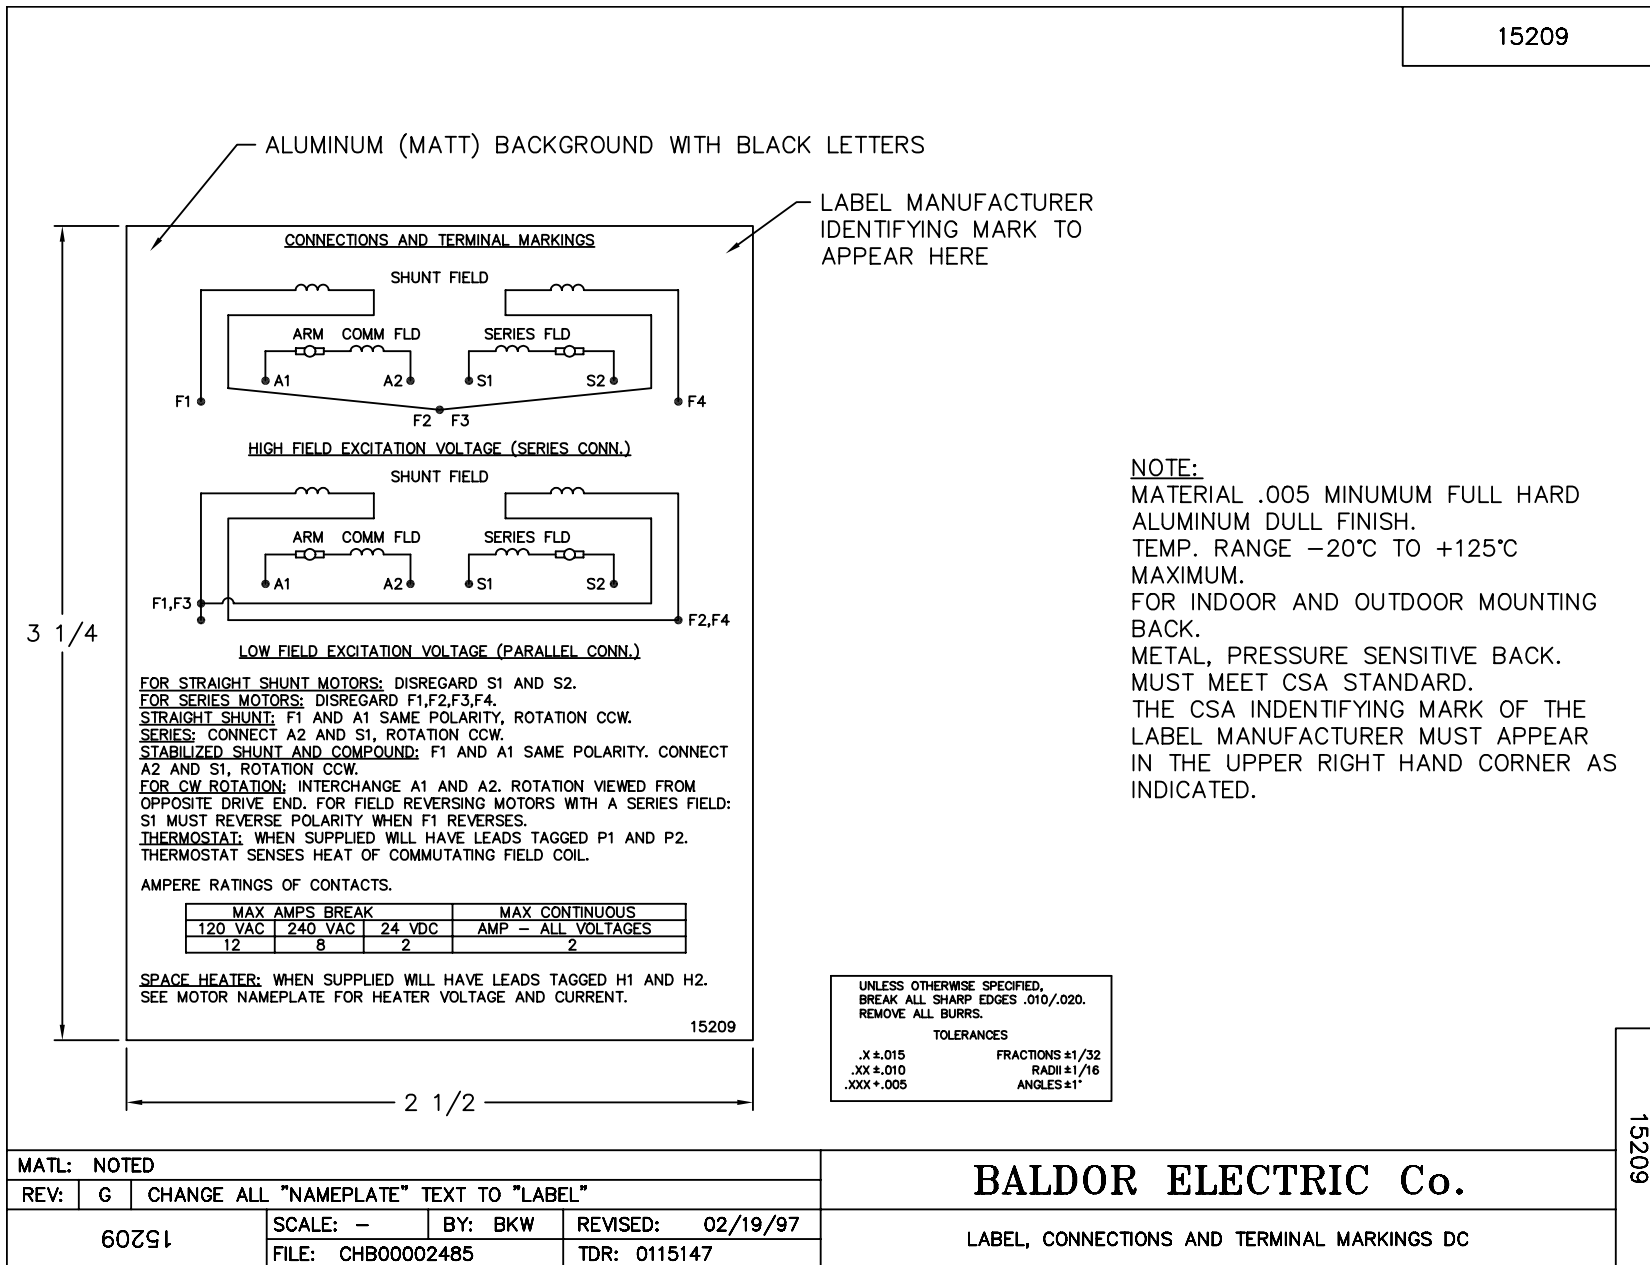 15209
ALUMINUM (MATT) BACKGROUND WITH BLACK LETTERS
LABEL MANUFACTURER
IDENTIFYING MARK TO
APPEAR HERE
CONNECTIONS AND TERMINAL MARKINGS
SHUNT FIELD
ARM COMM FLD SERIES FLD
A1 A2 S1 S2
F1 F4
F2 F3
HIGH FIELD EXCITATION VOLTAGE (SERIES CONN.)
SHUNT FIELD
ARM COMM FLD SERIES FLD
A1 A2 S1 S2
F1,F3
F2,F4
LOW FIELD EXCITATION VOLTAGE (PARALLEL CONN.)
FOR STRAIGHT SHUNT MOTORS: DISREGARD S1 AND S2.
FOR SERIES MOTORS: DISREGARD F1,F2,F3,F4.
STRAIGHT SHUNT: F1 AND A1 SAME POLARITY, ROTATION CCW.
SERIES: CONNECT A2 AND S1, ROTATION CCW.
STABILIZED SHUNT AND COMPOUND: F1 AND A1 SAME POLARITY. CONNECT
A2 AND S1, ROTATION CCW.
FOR CW ROTATION: INTERCHANGE A1 AND A2. ROTATION VIEWED FROM
OPPOSITE DRIVE END. FOR FIELD REVERSING MOTORS WITH A SERIES FIELD:
S1 MUST REVERSE POLARITY WHEN F1 REVERSES.
THERMOSTAT: WHEN SUPPLIED WILL HAVE LEADS TAGGED P1 AND P2.
THERMOSTAT SENSES HEAT OF COMMUTATING FIELD COIL.
AMPERE RATINGS OF CONTACTS.
MAX AMPS BREAK MAX CONTINUOUS
120 VAC 240 VAC 24 VDC AMP - ALL VOLTAGES
12 8 2 2
SPACE HEATER: WHEN SUPPLIED WILL HAVE LEADS TAGGED H1 AND H2.
SEE MOTOR NAMEPLATE FOR HEATER VOLTAGE AND CURRENT.
15209
3 1/4
2 1/2
NOTE:
MATERIAL .005 MINUMUM FULL HARD
ALUMINUM DULL FINISH.
TEMP. RANGE -20°C TO +125°C
MAXIMUM.
FOR INDOOR AND OUTDOOR MOUNTING
BACK.
METAL, PRESSURE SENSITIVE BACK.
MUST MEET CSA STANDARD.
THE CSA INDENTIFYING MARK OF THE
LABEL MANUFACTURER MUST APPEAR
IN THE UPPER RIGHT HAND CORNER AS
INDICATED.
UNLESS OTHERWISE SPECIFIED,
BREAK ALL SHARP EDGES .010/.020.
REMOVE ALL BURRS.
TOLERANCES
.X ±.015 FRACTIONS ±1/32
.XX ±.010 RADII ±1/16
.XXX +.005 ANGLES ±1°
15209
MATL: NOTED
REV: G CHANGE ALL "NAMEPLATE" TEXT TO "LABEL"
15209
SCALE: - BY: BKW REVISED: 02/19/97
FILE: CHB00002485 TDR: 0115147
BALDOR ELECTRIC Co.
LABEL, CONNECTIONS AND TERMINAL MARKINGS DC